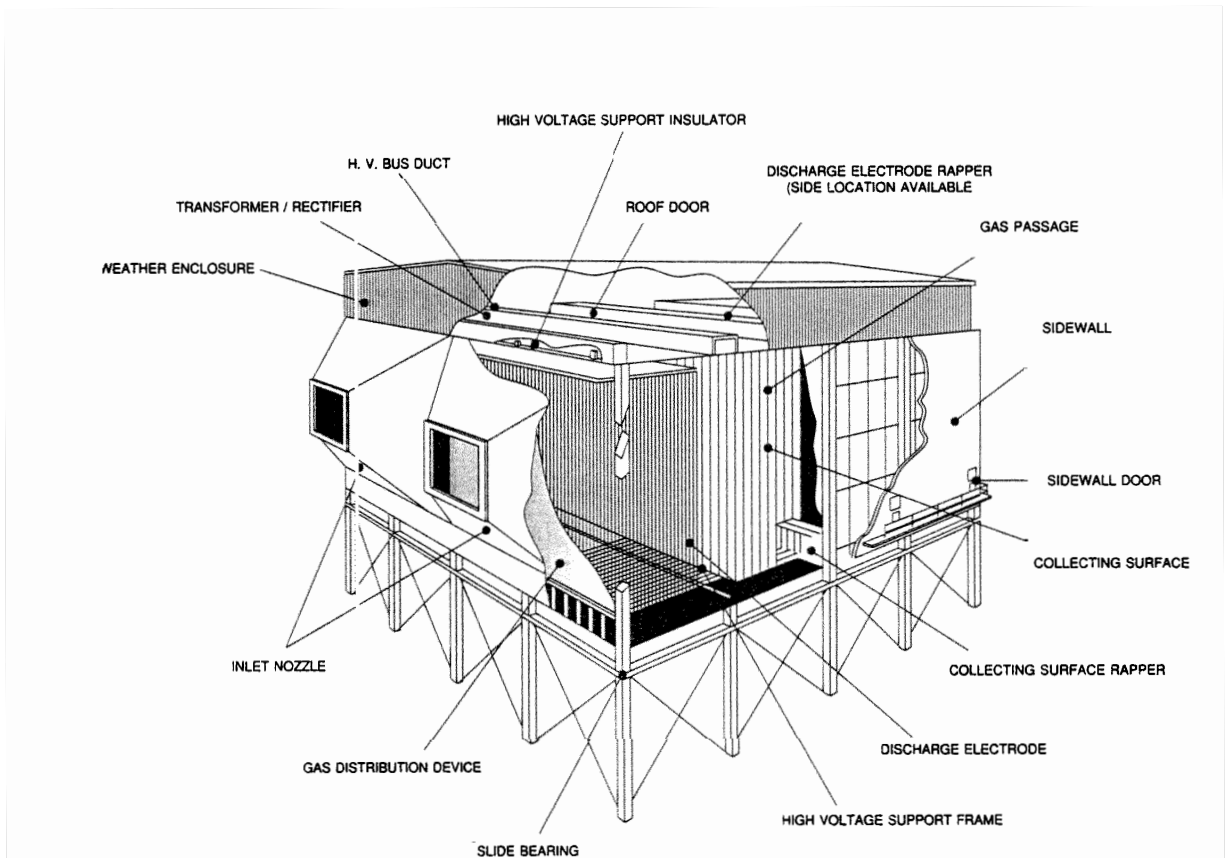 HIGH VOLTAGE SUPPORT INSULATOR
H. V. BUS DUCT
DISCHARGE ELECTRODE RAPPER
(SIDE LOCATION AVAILABLE
TRANSFORMER / RECTIFIER
ROOF DOOR
GAS PASSAGE
WEATHER ENCLOSURE
SIDEWALL
SIDEWALL DOOR
COLLECTING SURFACE
INLET NOZZLE
COLLECTING SURFACE RAPPER
DISCHARGE ELECTRODE
GAS DISTRIBUTION DEVICE
HIGH VOLTAGE SUPPORT FRAME
SLIDE BEARING